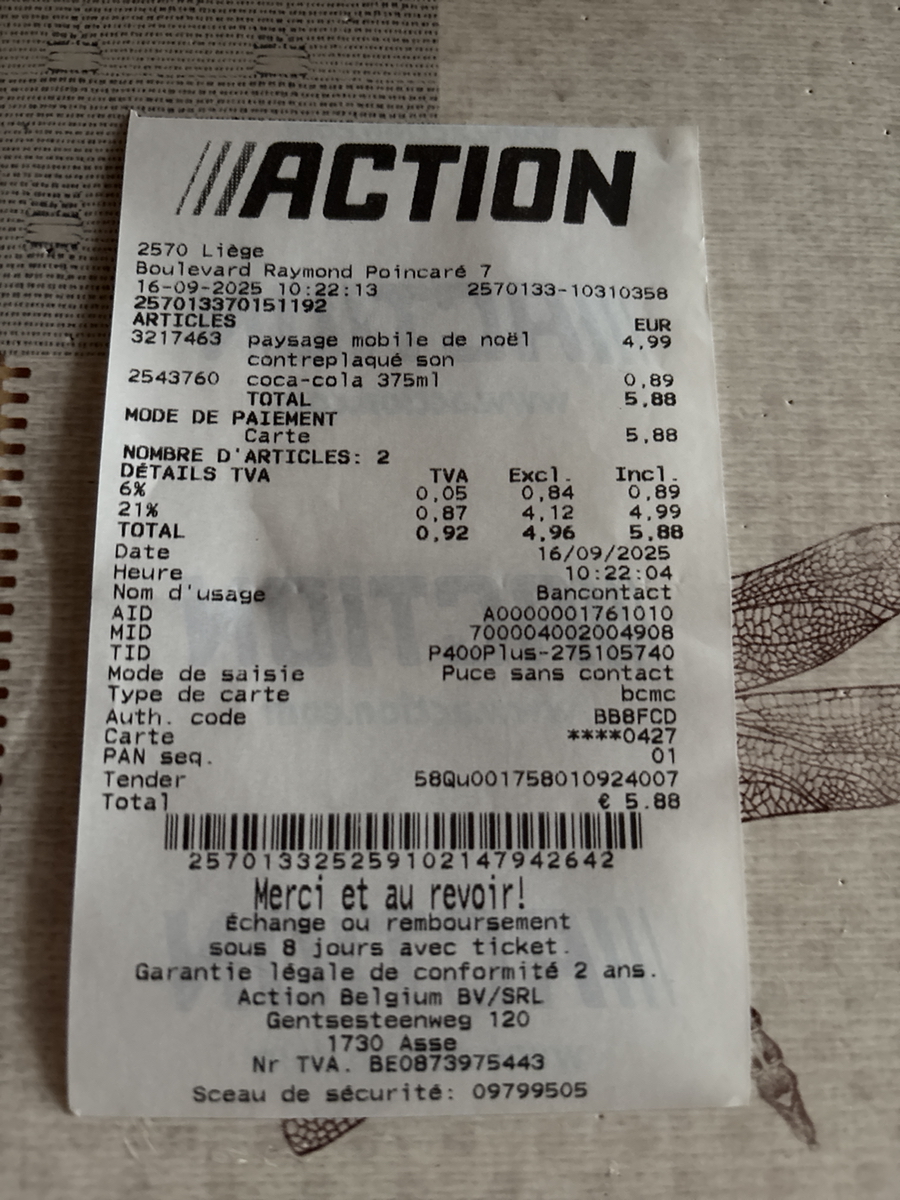 ACTION
2570 Liège
Boulevard Raymond Poincaré 7
16-09-2025 10:22:13 2570133-10310358
257013370151192
ARTICLES EUR
3217463 paysage mobile de noël 4,99
contreplaqué son
2543760 coca-cola 375ml 0,89
TOTAL 5,88
MODE DE PAIEMENT
Carte 5,88
NOMBRE D'ARTICLES: 2
DÉTAILS TVA TVA Excl. Incl.
6% 0,05 0,84 0,89
21% 0,87 4,12 4,99
TOTAL 0,92 4,96 5,88
Date 16/09/2025
Heure 10:22:04
Nom d'usage Bancontact
AID A0000001761010
MID 700004002004908
TID P400Plus-275105740
Mode de saisie Puce sans contact
Type de carte bcmc
Auth. code BB8FCD
Carte ****0427
PAN seq. 01
Tender 58Qu001758010924007
Total € 5.88
257013325259102147942642
Merci et au revoir!
Échange ou remboursement
sous 8 jours avec ticket.
Garantie légale de conformité 2 ans.
Action Belgium BV/SRL
Gentsesteenweg 120
1730 Asse
Nr TVA. BE0873975443
Sceau de sécurité: 09799505